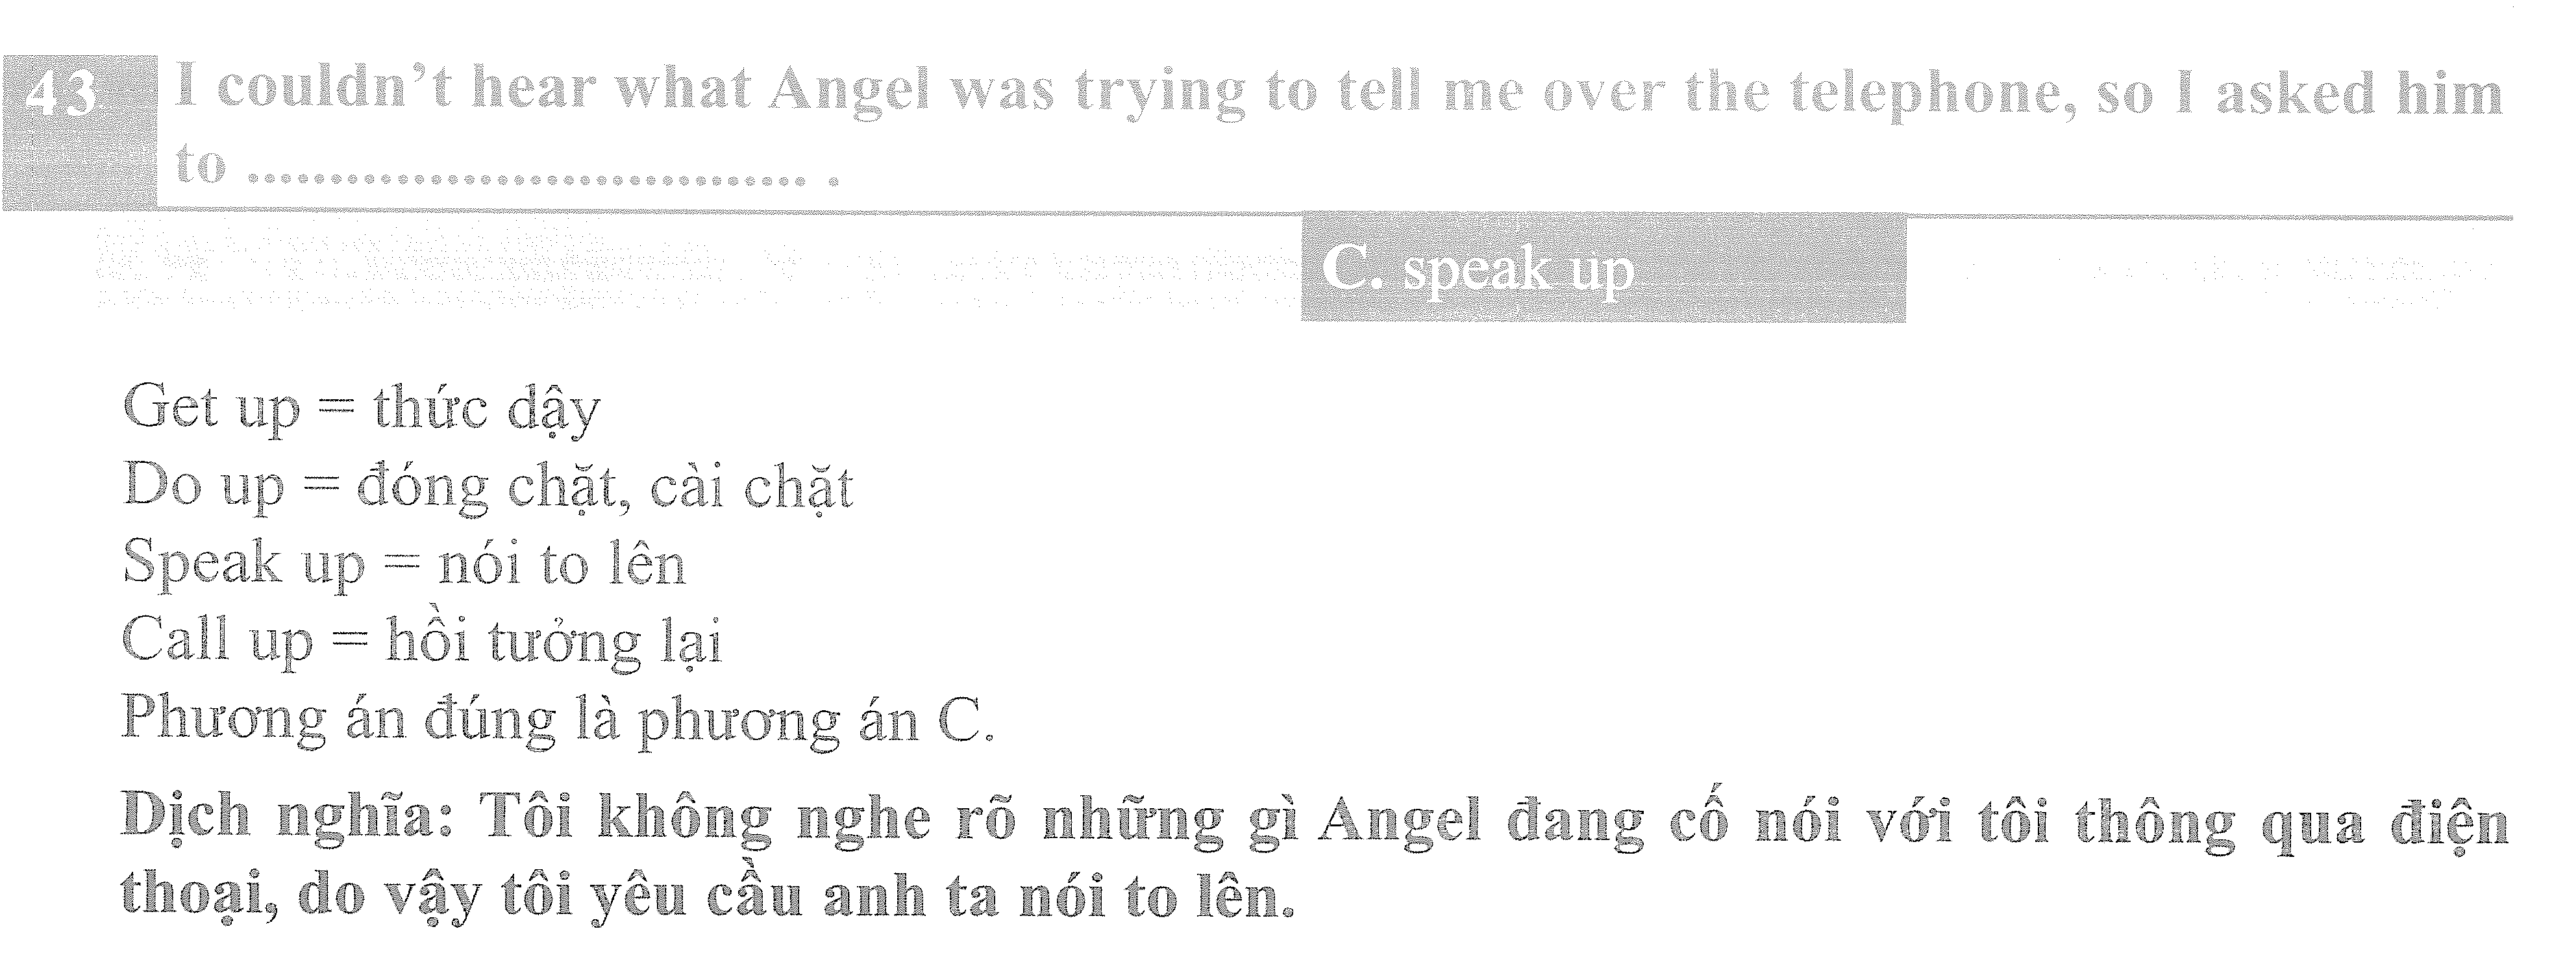 43 I couldn't hear what Angel was trying to tell me over the telephone, so I asked him
to .................................. .
C. speak up
Get up = thức dậy
Do up = đóng chặt, cài chặt
Speak up = nói to lên
Call up = hồi tưởng lại
Phương án đúng là phương án C.
Dịch nghĩa: Tôi không nghe rõ những gì Angel đang cố nói với tôi thông qua điện
thoại, do vậy tôi yêu cầu anh ta nói to lên.